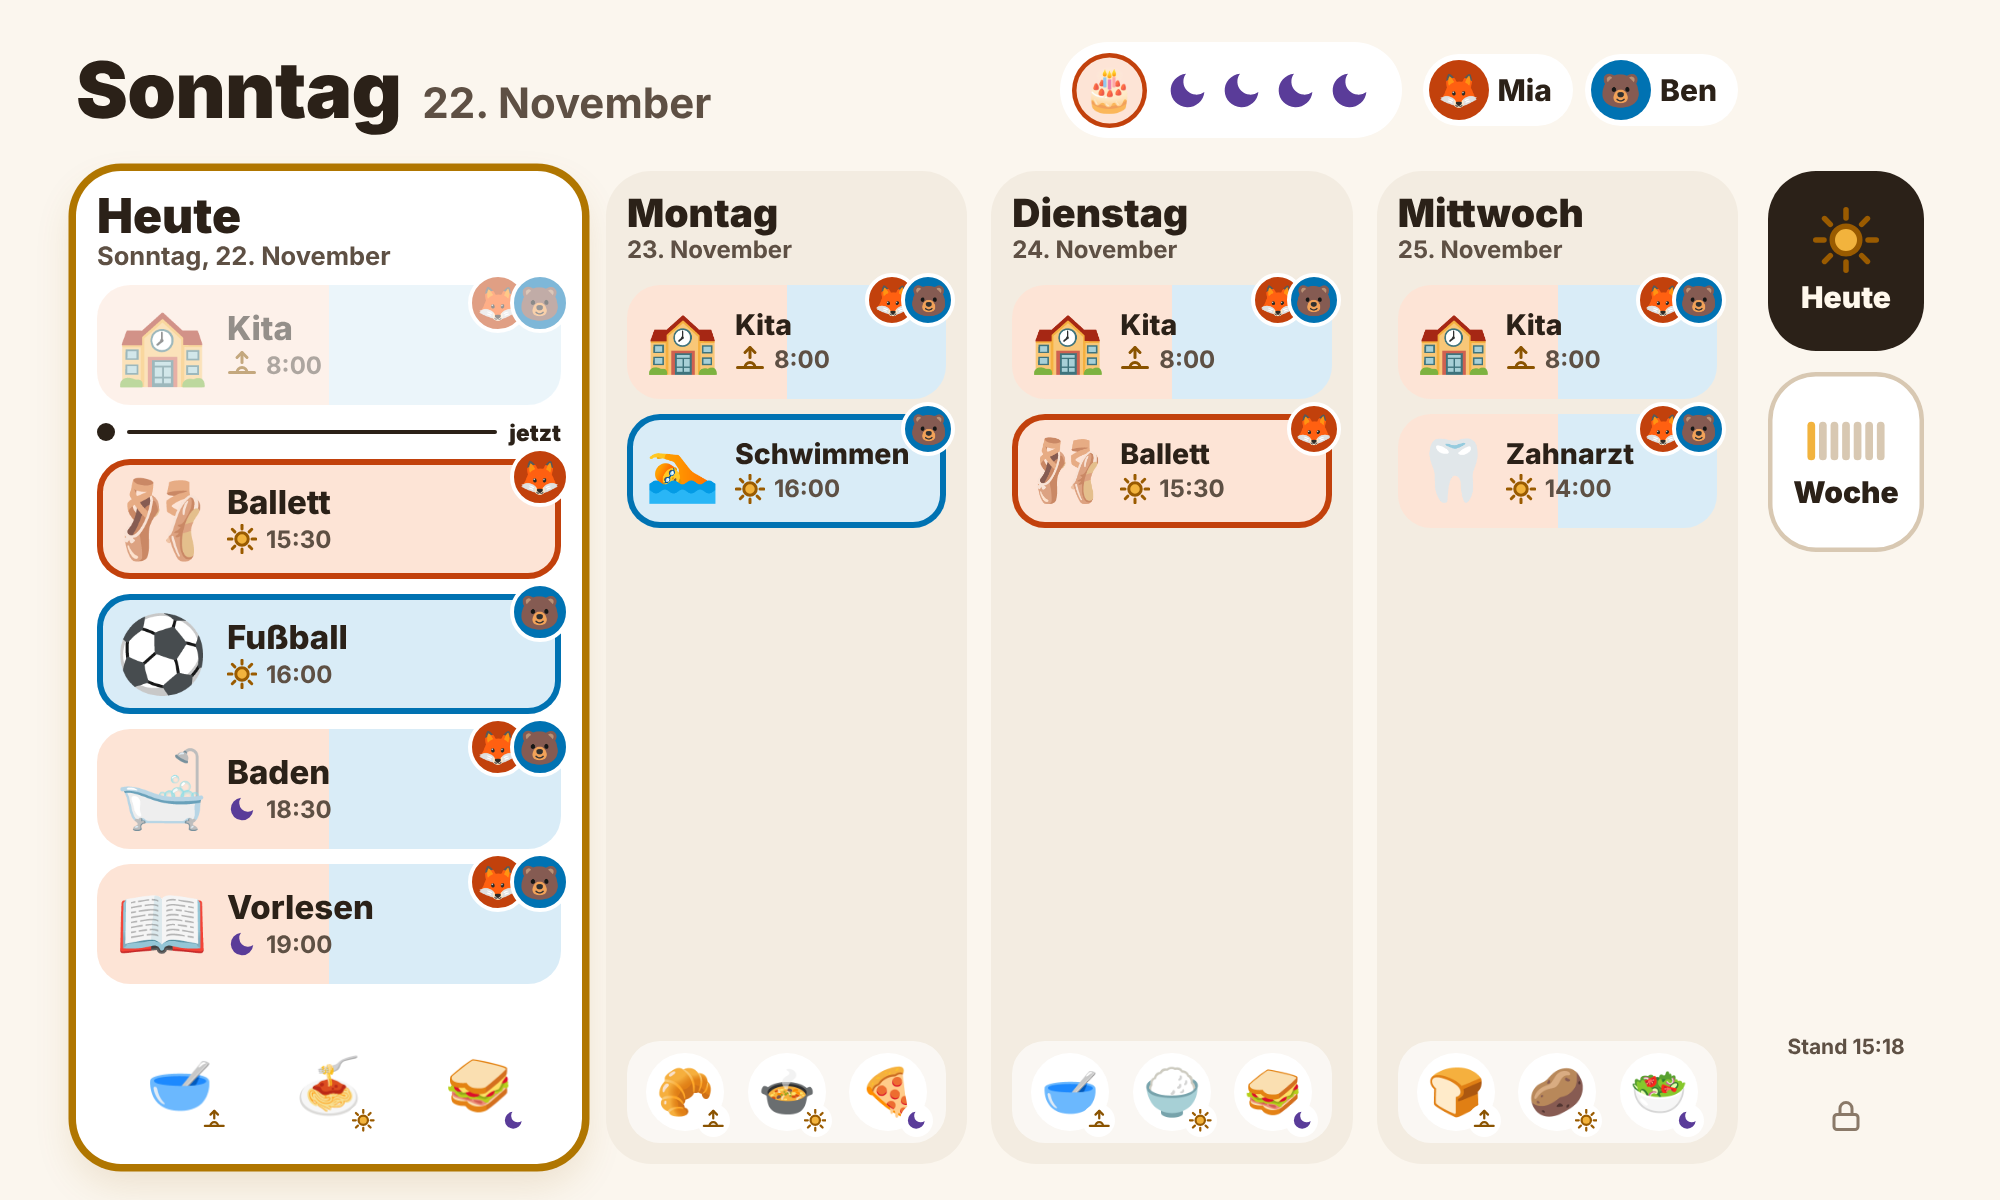 Sonntag 22. November
Mia
Ben
Heute
Sonntag, 22. November
Kita
8:00
jetzt
Ballett
15:30
Fußball
16:00
Baden
18:30
Vorlesen
19:00
Montag
23. November
Kita
8:00
Schwimmen
16:00
Dienstag
24. November
Kita
8:00
Ballett
15:30
Mittwoch
25. November
Kita
8:00
Zahnarzt
14:00
Heute
Woche
Stand 15:18